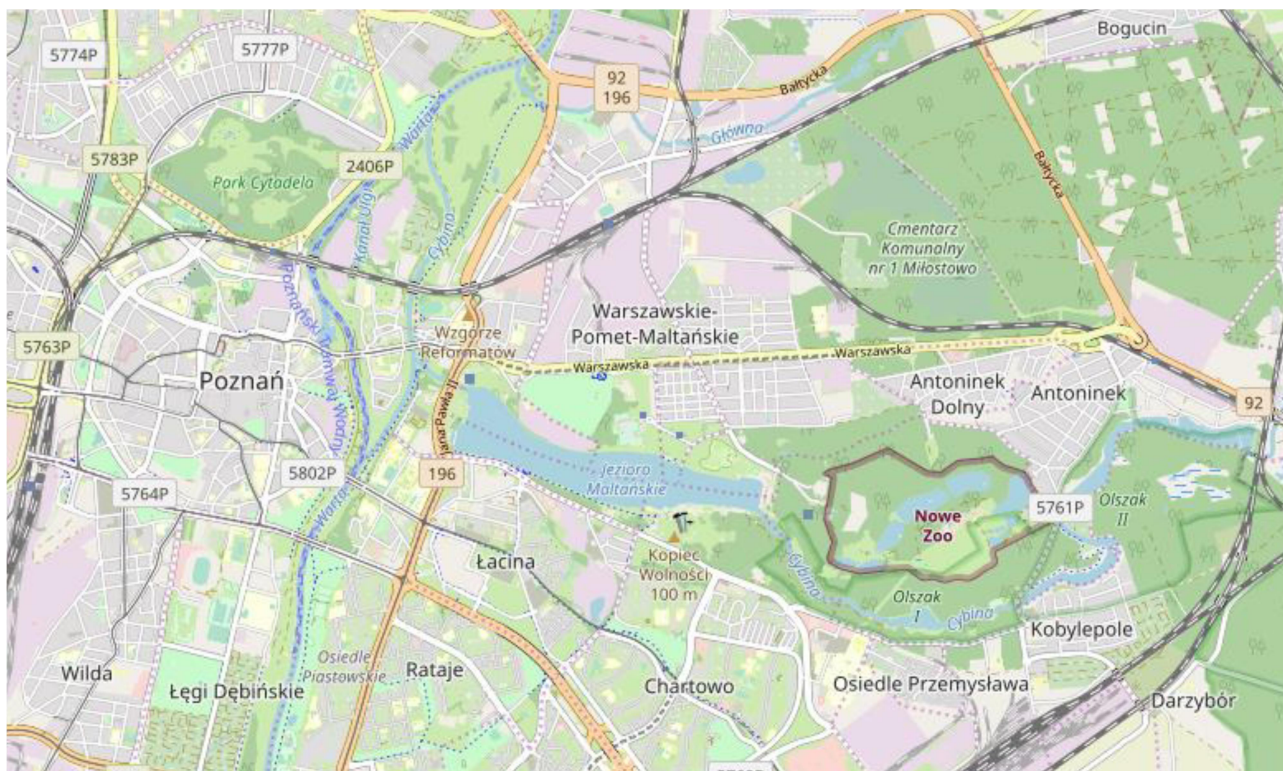 Bogucin
5774P
5777P
92
196
Bałtycka
Główna
Wartan
5783P
2406P
Park Cytadela
Bałtycka
Kanał Ulgi
Cybina
Cmentarz
Komunalny
nr 1 Miłostowo
Poznański Tramwaj Wodny
Warszawskie-
Pomet-Maltańskie
Wzgórze
Reformatów
5763P
Warszawska
Warszawska
Poznań
Antoninek
Dolny
Antoninek
92
Jana Pawła II
5802P
196
Jezioro
Maltańskie
5764P
Warta
Nowe
Zoo
5761P
Olszak
II
Łacina
Kopiec
Wolności
100 m
Cybina
Olszak
I
Cybina
Kobylepole
Wilda
Łęgi Dębińskie
Osiedle
Piastowskie
Rataje
Chartowo
Osiedle Przemysława
Darzybór